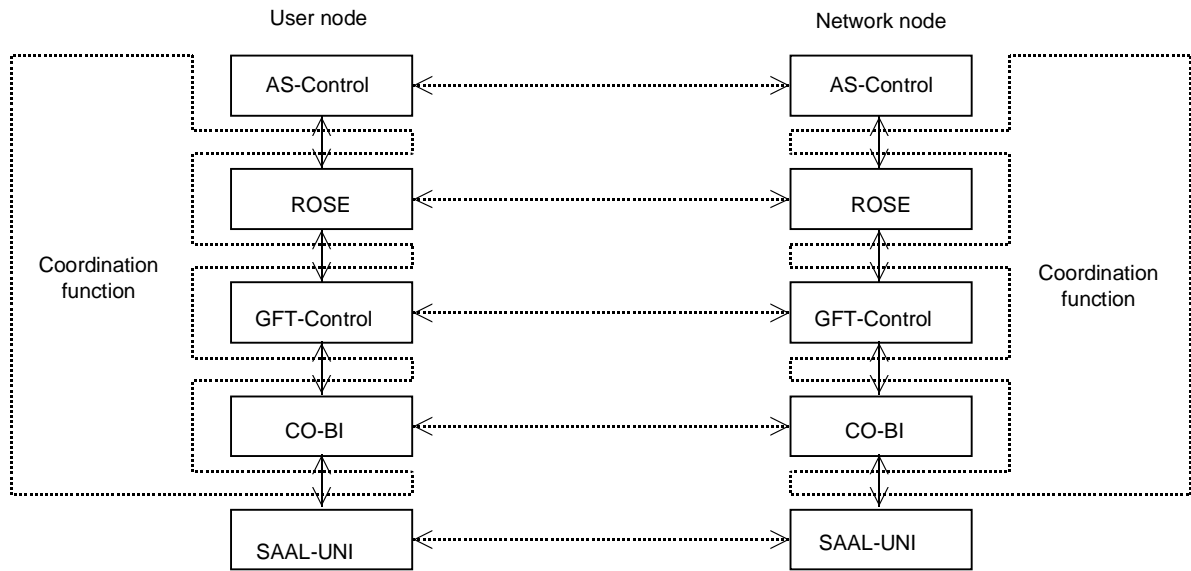 User node
Network node
AS-Control
AS-Control
ROSE
ROSE
Coordination
function
Coordination
function
GFT-Control
GFT-Control
CO-BI
CO-BI
SAAL-UNI
SAAL-UNI